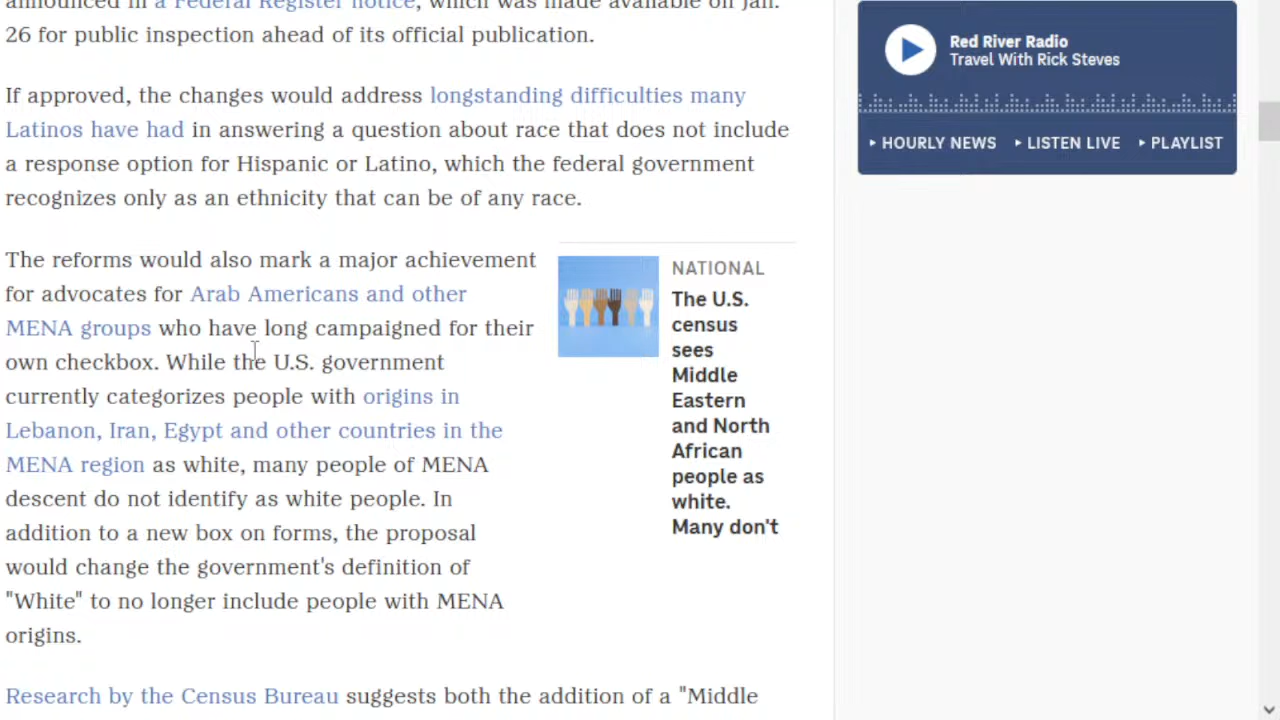 announced in a Federal Register notice, which was made available on Jan.
26 for public inspection ahead of its official publication.
If approved, the changes would address longstanding difficulties many
Latinos have had in answering a question about race that does not include
a response option for Hispanic or Latino, which the federal government
recognizes only as an ethnicity that can be of any race.
The reforms would also mark a major achievement
for advocates for Arab Americans and other
MENA groups who have long campaigned for their
own checkbox. While the U.S. government
currently categorizes people with origins in
Lebanon, Iran, Egypt and other countries in the
MENA region as white, many people of MENA
descent do not identify as white people. In
addition to a new box on forms, the proposal
would change the government's definition of
"White" to no longer include people with MENA
origins.
NATIONAL
The U.S.
census
sees
Middle
Eastern
and North
African
people as
white.
Many don't
Research by the Census Bureau suggests both the addition of a "Middle
Red River Radio
Travel With Rick Steves
HOURLY NEWS LISTEN LIVE PLAYLIST